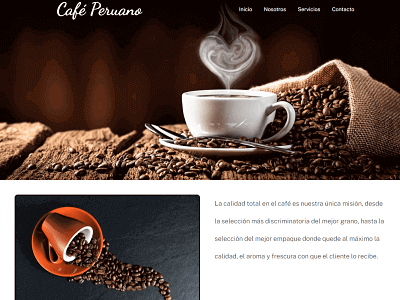 Café Peruano
Inicio Nosotros Servicios Contacto
La calidad total en el café es nuestra única misión, desde
la selección más discriminatoria del mejor grano, hasta la
selección del mejor empaque donde quede al máximo la
calidad, el aroma y frescura con que el cliente lo recibe.